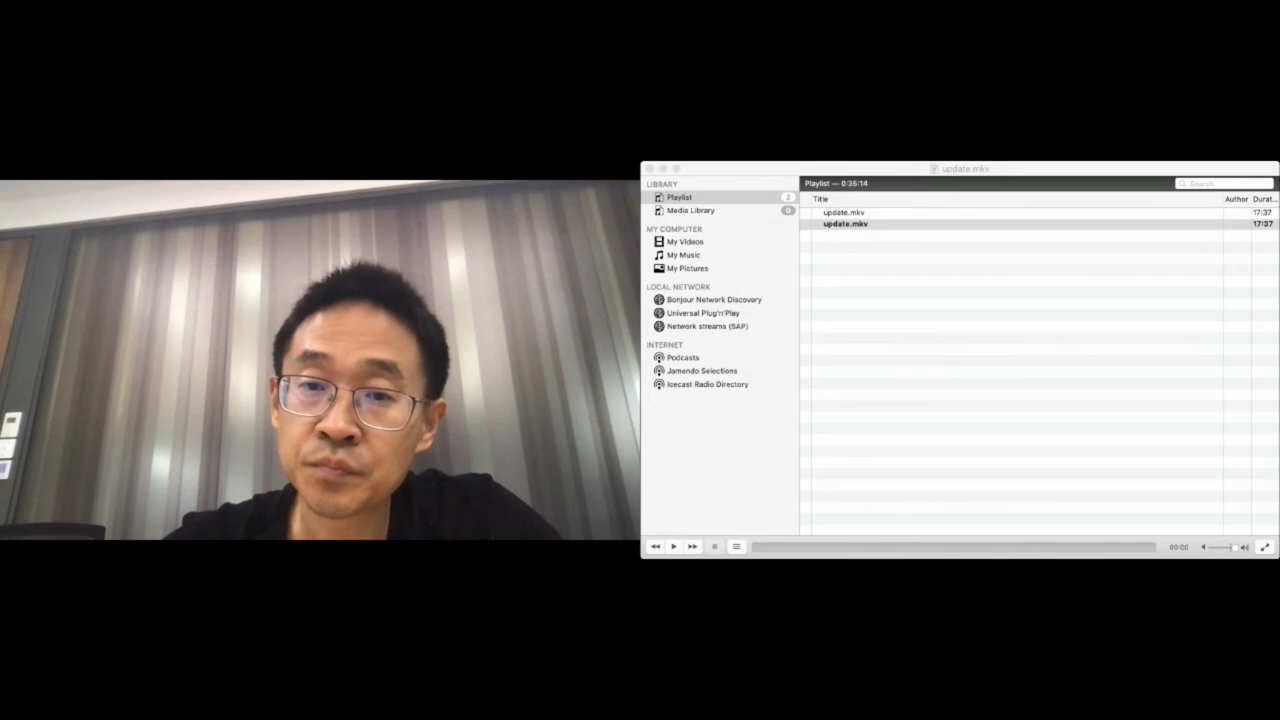 update.mkv
LIBRARY
Playlist 2
Media Library 0
MY COMPUTER
My Videos
My Music
My Pictures
LOCAL NETWORK
Bonjour Network Discovery
Universal Plug'n'Play
Network streams (SAP)
INTERNET
Podcasts
Jamendo Selections
Icecast Radio Directory
Playlist — 0:35:14 Search
Title Author Durat...
update.mkv 17:37
update.mkv 17:37
00:00